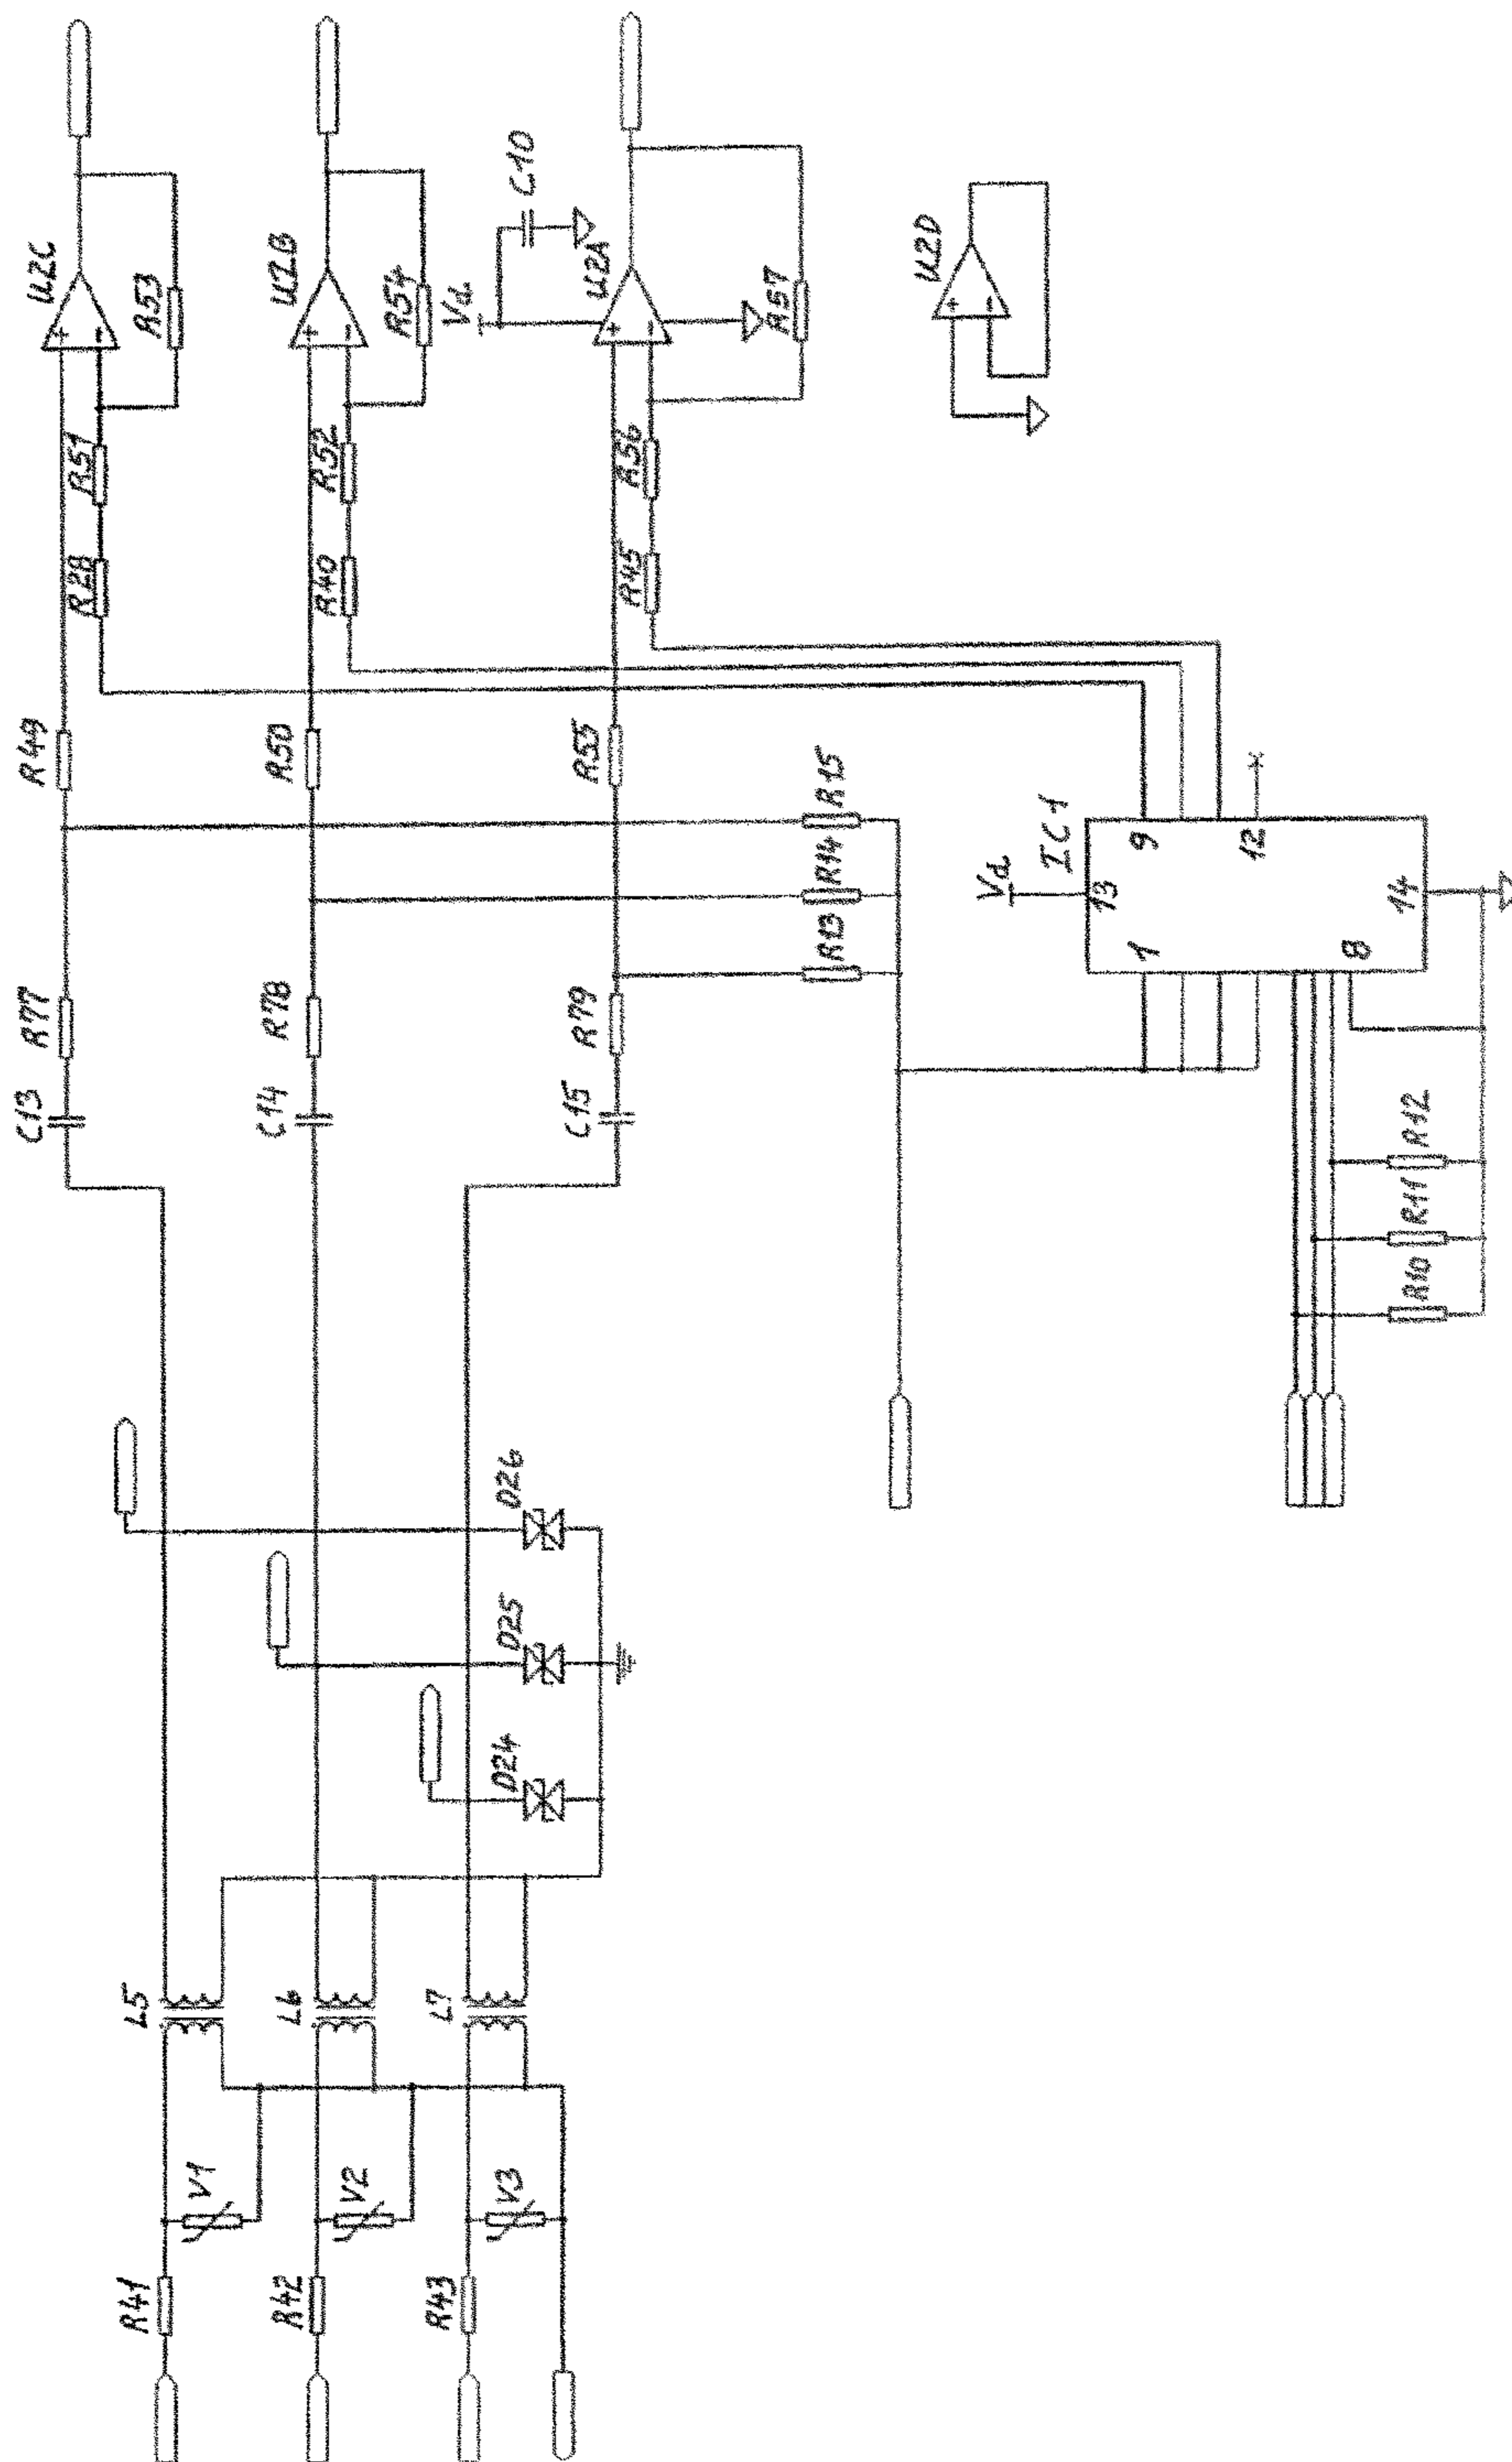 U2C
R53
U2B
R54
Vd
C10
U2A
R57
U2D
R51
R28
R52
R40
R56
R45
R49
R50
R55
R15
R14
R13
Vd
IC1
13
9
12
1
8
14
R77
R78
R79
C13
C14
C15
R12
R11
R10
D26
D25
D24
L5
L6
L7
V1
V2
V3
R41
R42
R43